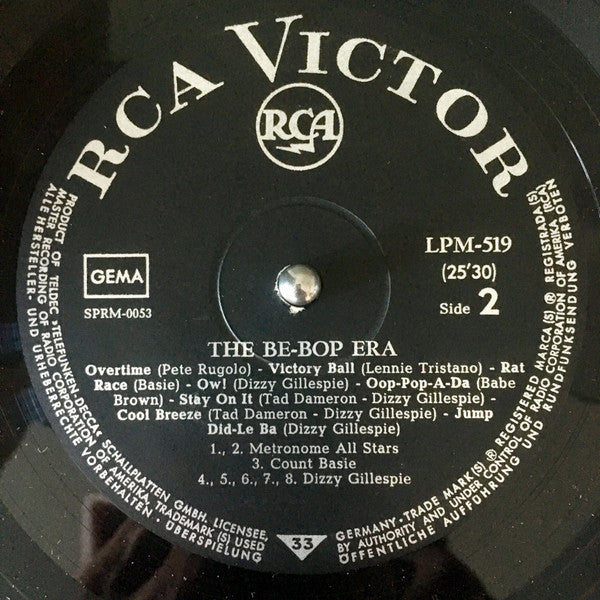 RCA VICTOR
RCA
GEMA
SPRM-0053
LPM-519
(25'30)
Side 2
THE BE-BOP ERA
Overtime (Pete Rugolo) - Victory Ball (Lennie Tristano) - Rat
Race (Basie) - Ow! (Dizzy Gillespie) - Oop-Pop-A-Da (Babe
Brown) - Stay On It (Tad Dameron - Dizzy Gillespie) -
Cool Breeze (Tad Dameron - Dizzy Gillespie) - Jump
Did-Le Ba (Dizzy Gillespie)
1., 2. Metronome All Stars
3. Count Basie
4., 5., 6., 7., 8. Dizzy Gillespie
PRODUCT OF TELDEC „TELEFUNKEN-DECCA“ SCHALLPLATTEN GMBH. LICENSEE,
MASTER RECORDING OF RADIO CORPORATION OF AMERICA. TRADEMARK (S) USED
ALLE HERSTELLER- UND URHEBERRECHTE VORBEHALTEN · ÜBERSPIELUNG
33
GERMANY · TRADE MARK(S) ® REGISTERED MARCA(S) ® REGISTRADA(S)
BY AUTHORITY AND UNDER CONTROL OF RADIO CORPORATION OF AMERIKA (RCA)
ÖFFENTLICHE AUFFÜHRUNG UND RUNDFUNKSENDUNG VERBOTEN